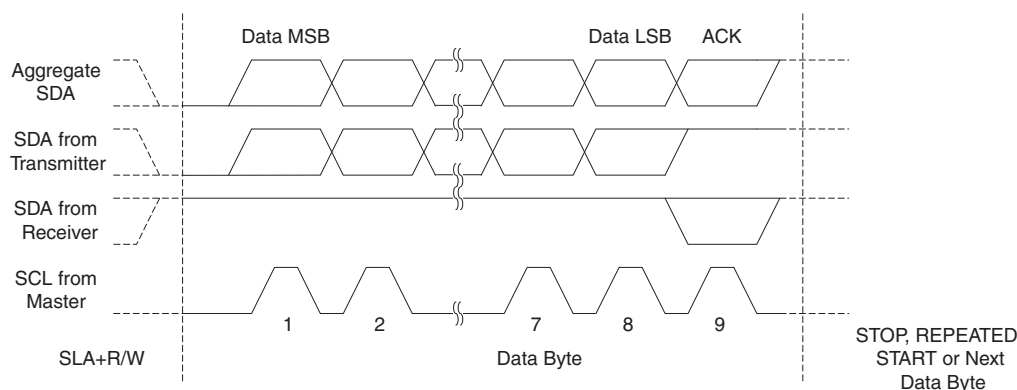 Data MSB
Data LSB
ACK
Aggregate
SDA
SDA from
Transmitter
SDA from
Receiver
SCL from
Master
1
2
7
8
9
SLA+R/W
Data Byte
STOP, REPEATED
START or Next
Data Byte